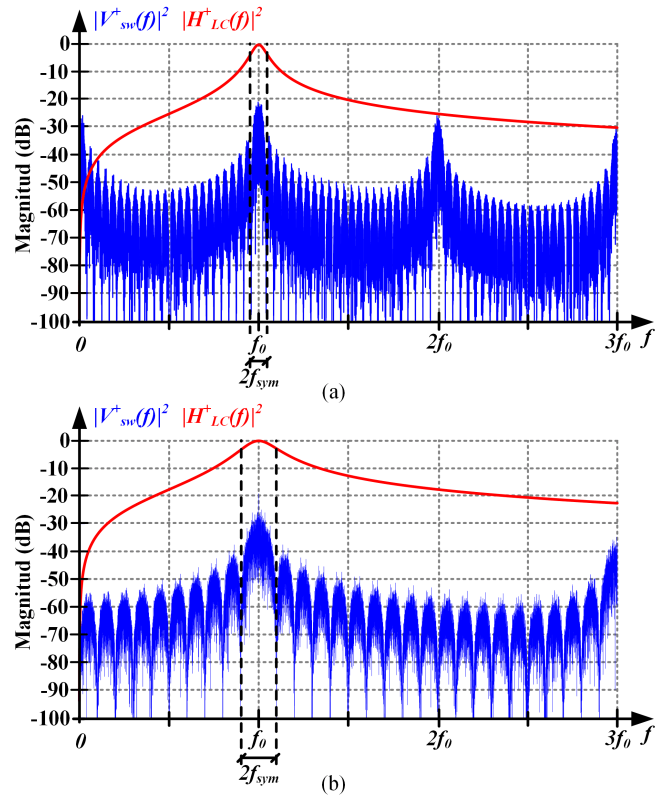 |V⁺sw(f)|² |H⁺LC(f)|²
Magnitud (dB)
0
-10
-20
-30
-40
-50
-60
-70
-80
-90
-100
0 f₀ 2f₀ 3f₀ f
2fsym
(a)
|V⁺sw(f)|² |H⁺LC(f)|²
Magnitud (dB)
0
-10
-20
-30
-40
-50
-60
-70
-80
-90
-100
0 f₀ 2f₀ 3f₀ f
2fsym
(b)